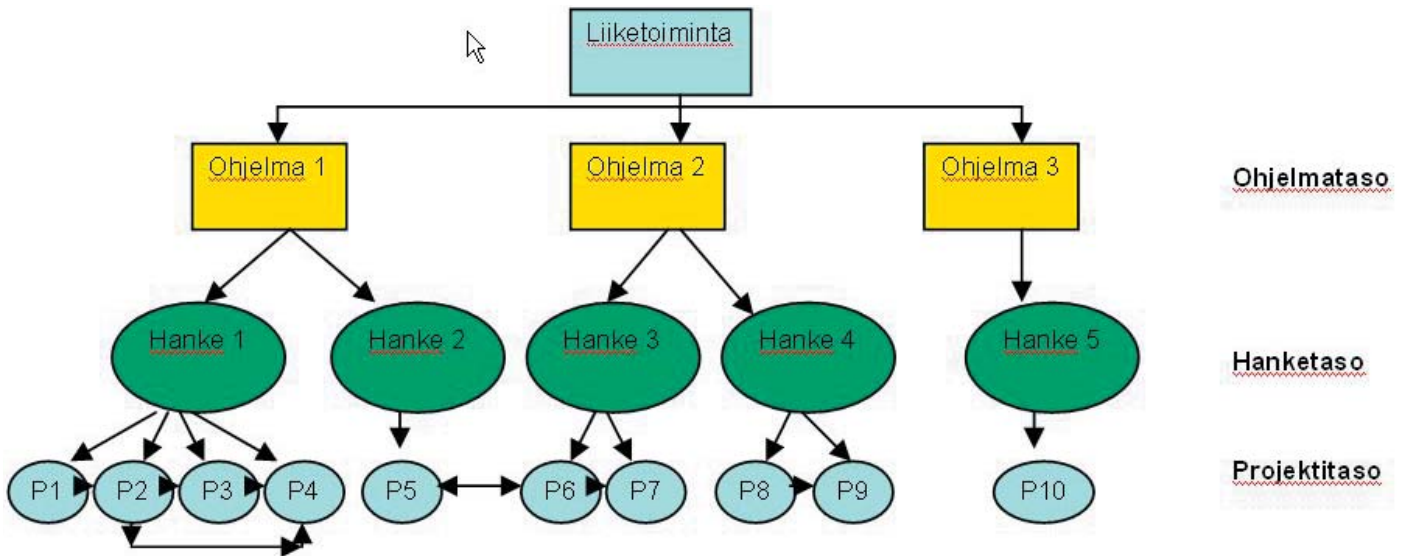 Liiketoiminta
Ohjelma 1
Ohjelma 2
Ohjelma 3
Ohjelmataso
Hanke 1
Hanke 2
Hanke 3
Hanke 4
Hanke 5
Hanketaso
P1
P2
P3
P4
P5
P6
P7
P8
P9
P10
Projektitaso